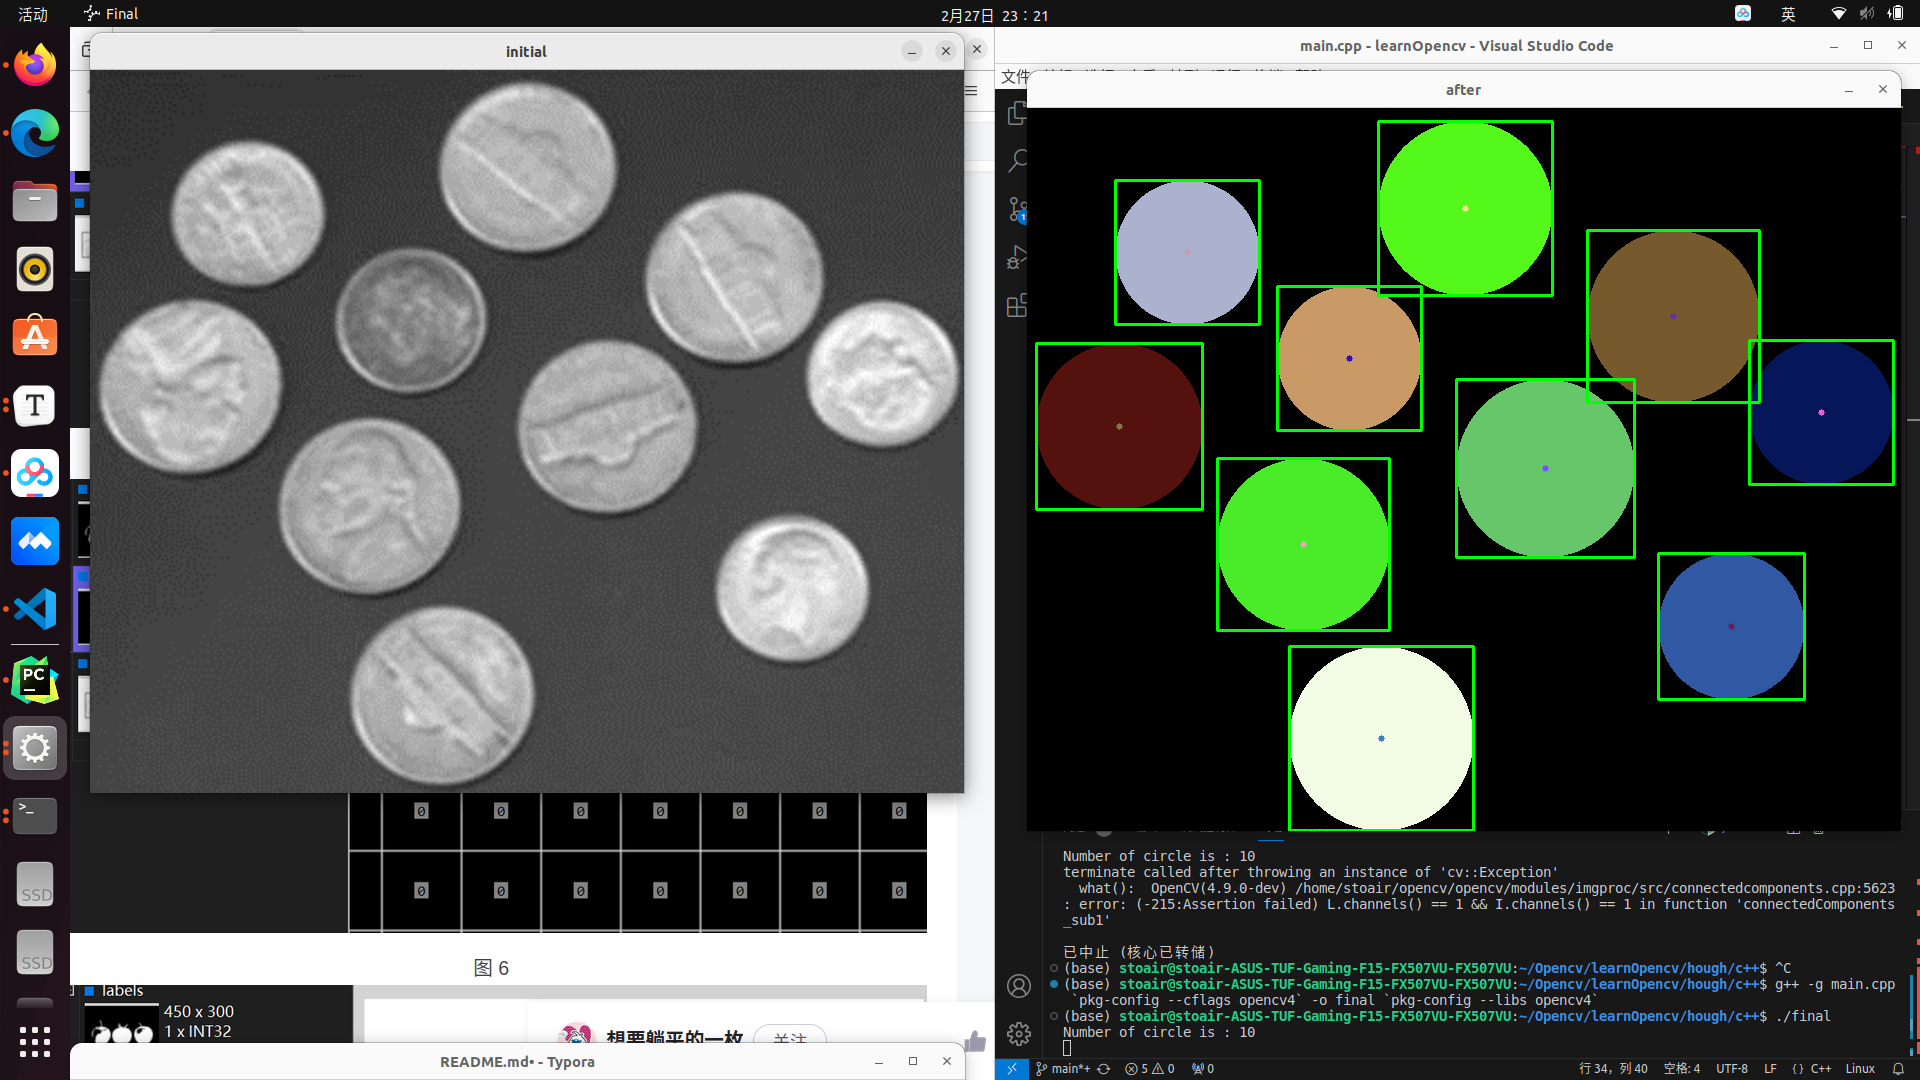 活动
Final
2月27日 23：21
英
initial
main.cpp - learnOpencv - Visual Studio Code
文件
after
T
PC
SSD
SSD
0 0 0 0 0 0 0
0 0 0 0 0 0 0
图 6
labels
450 x 300
1 x INT32
想要躺平的一枚
关注
README.md• - Typora
Number of circle is : 10
terminate called after throwing an instance of 'cv::Exception'
what():  OpenCV(4.9.0-dev) /home/stoair/opencv/opencv/modules/imgproc/src/connectedcomponents.cpp:5623
: error: (-215:Assertion failed) L.channels() == 1 && I.channels() == 1 in function 'connectedComponents
_sub1'
已中止 (核心已转储)
(base) stoair@stoair-ASUS-TUF-Gaming-F15-FX507VU-FX507VU:~/Opencv/learnOpencv/hough/c++$ ^C
(base) stoair@stoair-ASUS-TUF-Gaming-F15-FX507VU-FX507VU:~/Opencv/learnOpencv/hough/c++$ g++ -g main.cpp
`pkg-config --cflags opencv4` -o final `pkg-config --libs opencv4`
(base) stoair@stoair-ASUS-TUF-Gaming-F15-FX507VU-FX507VU:~/Opencv/learnOpencv/hough/c++$ ./final
Number of circle is : 10
main*+
5 0
0
行 34，列 40
空格: 4
UTF-8
LF
{} C++
Linux